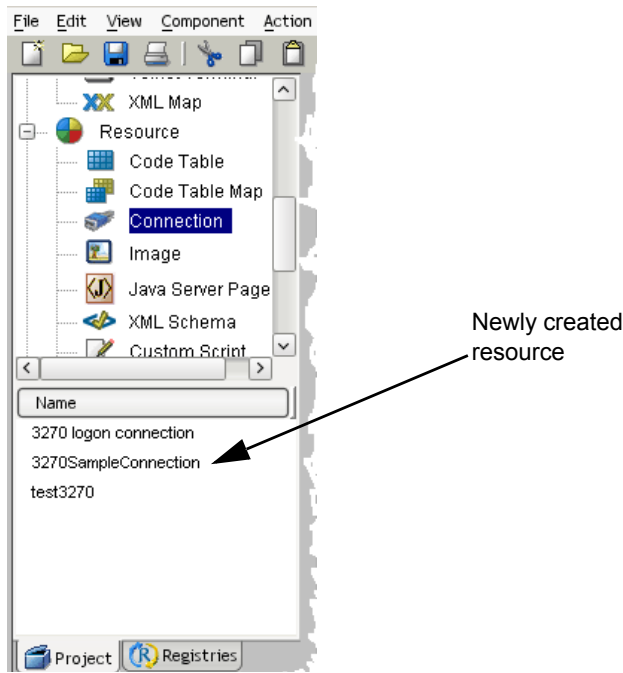 File Edit View Component Action
XML Map
Resource
Code Table
Code Table Map
Connection
Image
Java Server Page
XML Schema
Custom Script
Name
3270 logon connection
3270SampleConnection
test3270
Project Registries
Newly created
resource